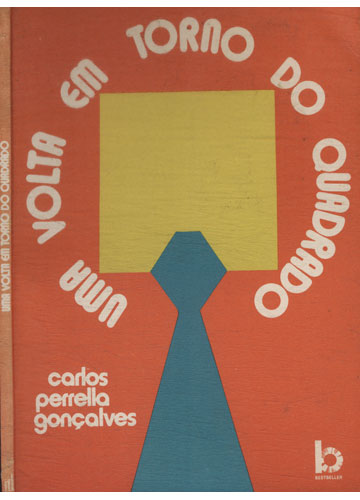 UMA VOLTA EM TORNO DO QUADRADO
UMA VOLTA EM TORNO DO QUADRADO
carlos
perrella
gonçalves
b
BESTSELLER